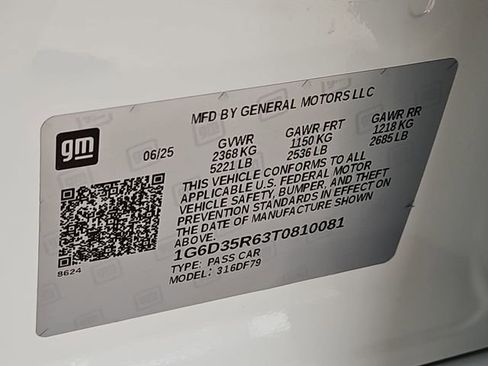 MFD BY GENERAL MOTORS LLC
gm
06/25
GVWR
2368 KG
5221 LB
GAWR FRT
1150 KG
2536 LB
GAWR RR
1218 KG
2685 LB
THIS VEHICLE CONFORMS TO ALL
APPLICABLE U.S. FEDERAL MOTOR
VEHICLE SAFETY, BUMPER, AND THEFT
PREVENTION STANDARDS IN EFFECT ON
THE DATE OF MANUFACTURE SHOWN
ABOVE.
1G6D35R63T0810081
TYPE: PASS CAR
MODEL: 316DF79
8624